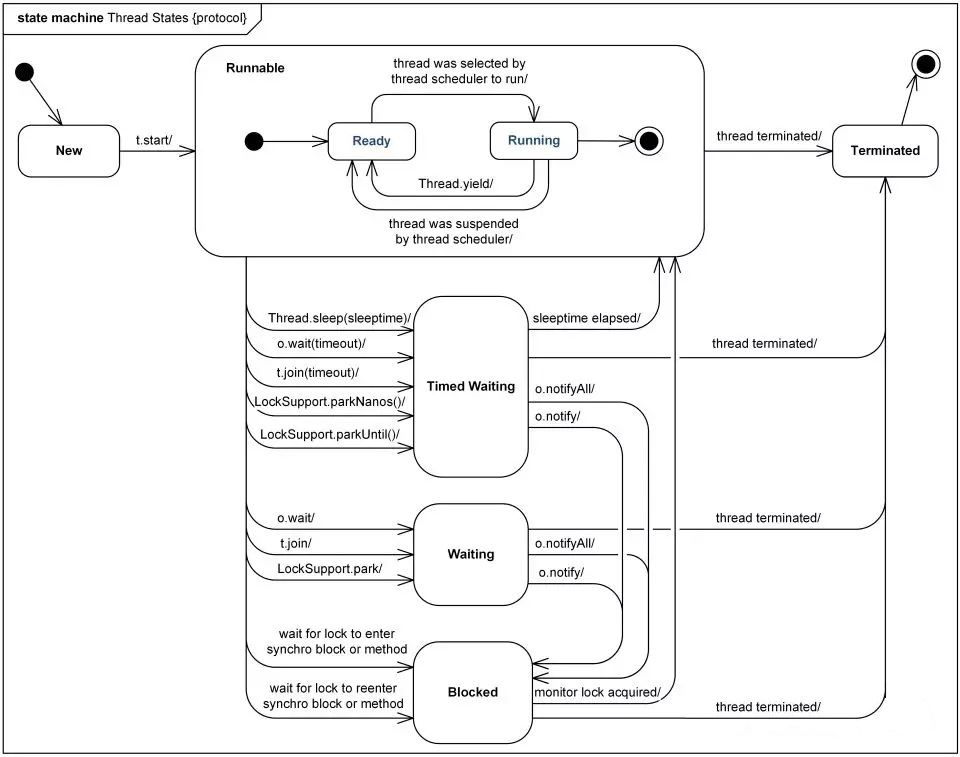 state machine Thread States {protocol}
Runnable
thread was selected by
thread scheduler to run/
New
t.start/
Ready
Running
thread terminated/
Terminated
Thread.yield/
thread was suspended
by thread scheduler/
Thread.sleep(sleeptime)/
sleeptime elapsed/
o.wait(timeout)/
thread terminated/
t.join(timeout)/
Timed Waiting
o.notifyAll/
LockSupport.parkNanos()/
o.notify/
LockSupport.parkUntil()/
o.wait/
thread terminated/
t.join/
Waiting
o.notifyAll/
LockSupport.park/
o.notify/
wait for lock to enter
synchro block or method
wait for lock to reenter
synchro block or method
Blocked
monitor lock acquired/
thread terminated/